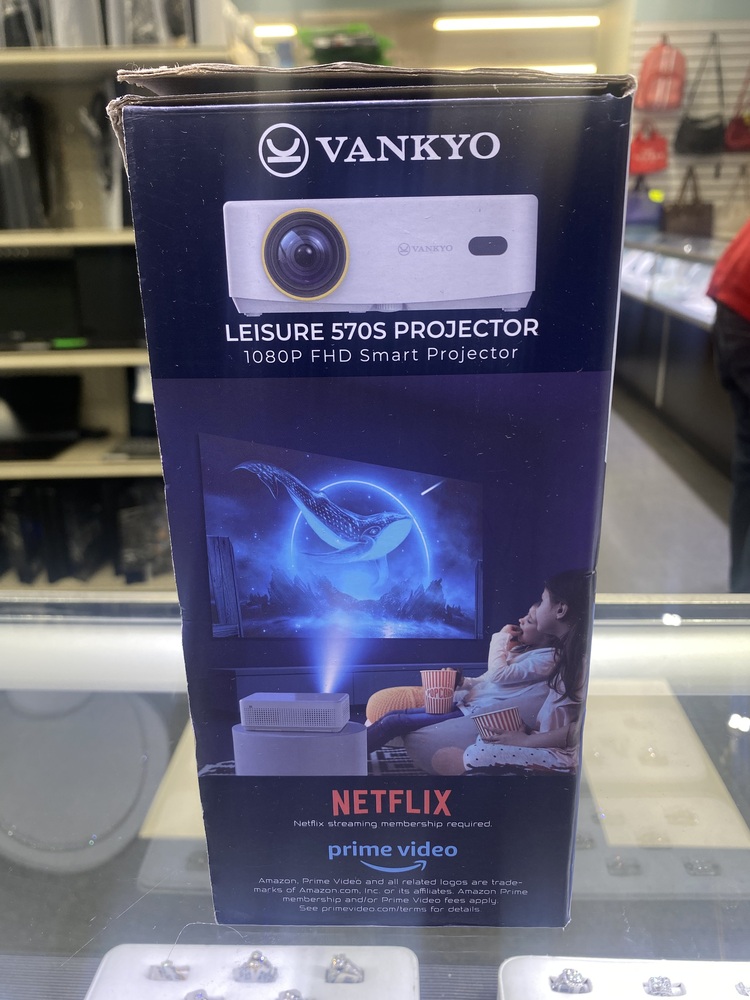 VANKYO
VANKYO
LEISURE 570S PROJECTOR
1080P FHD Smart Projector
POPCO
NETFLIX
Netflix streaming membership required.
prime video
Amazon, Prime Video and all related logos are trade-
marks of Amazon.com, Inc. or its affiliates. Amazon Prime
membership and/or Prime Video fees apply.
See primevideo.com/terms for details.